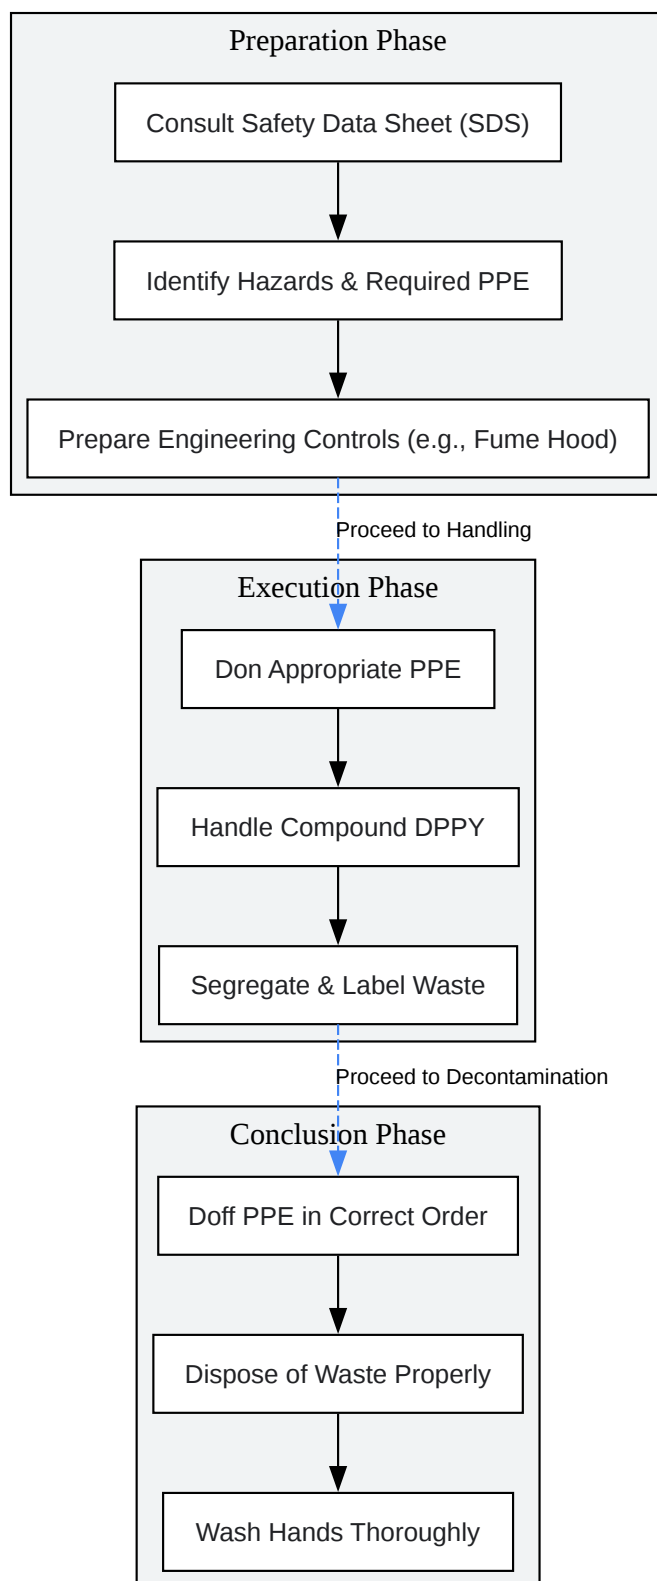 Preparation Phase
Consult Safety Data Sheet (SDS)
Identify Hazards & Required PPE
Prepare Engineering Controls (e.g., Fume Hood)
Proceed to Handling
Execution Phase
Don Appropriate PPE
Handle Compound DPPY
Segregate & Label Waste
Proceed to Decontamination
Conclusion Phase
Doff PPE in Correct Order
Dispose of Waste Properly
Wash Hands Thoroughly